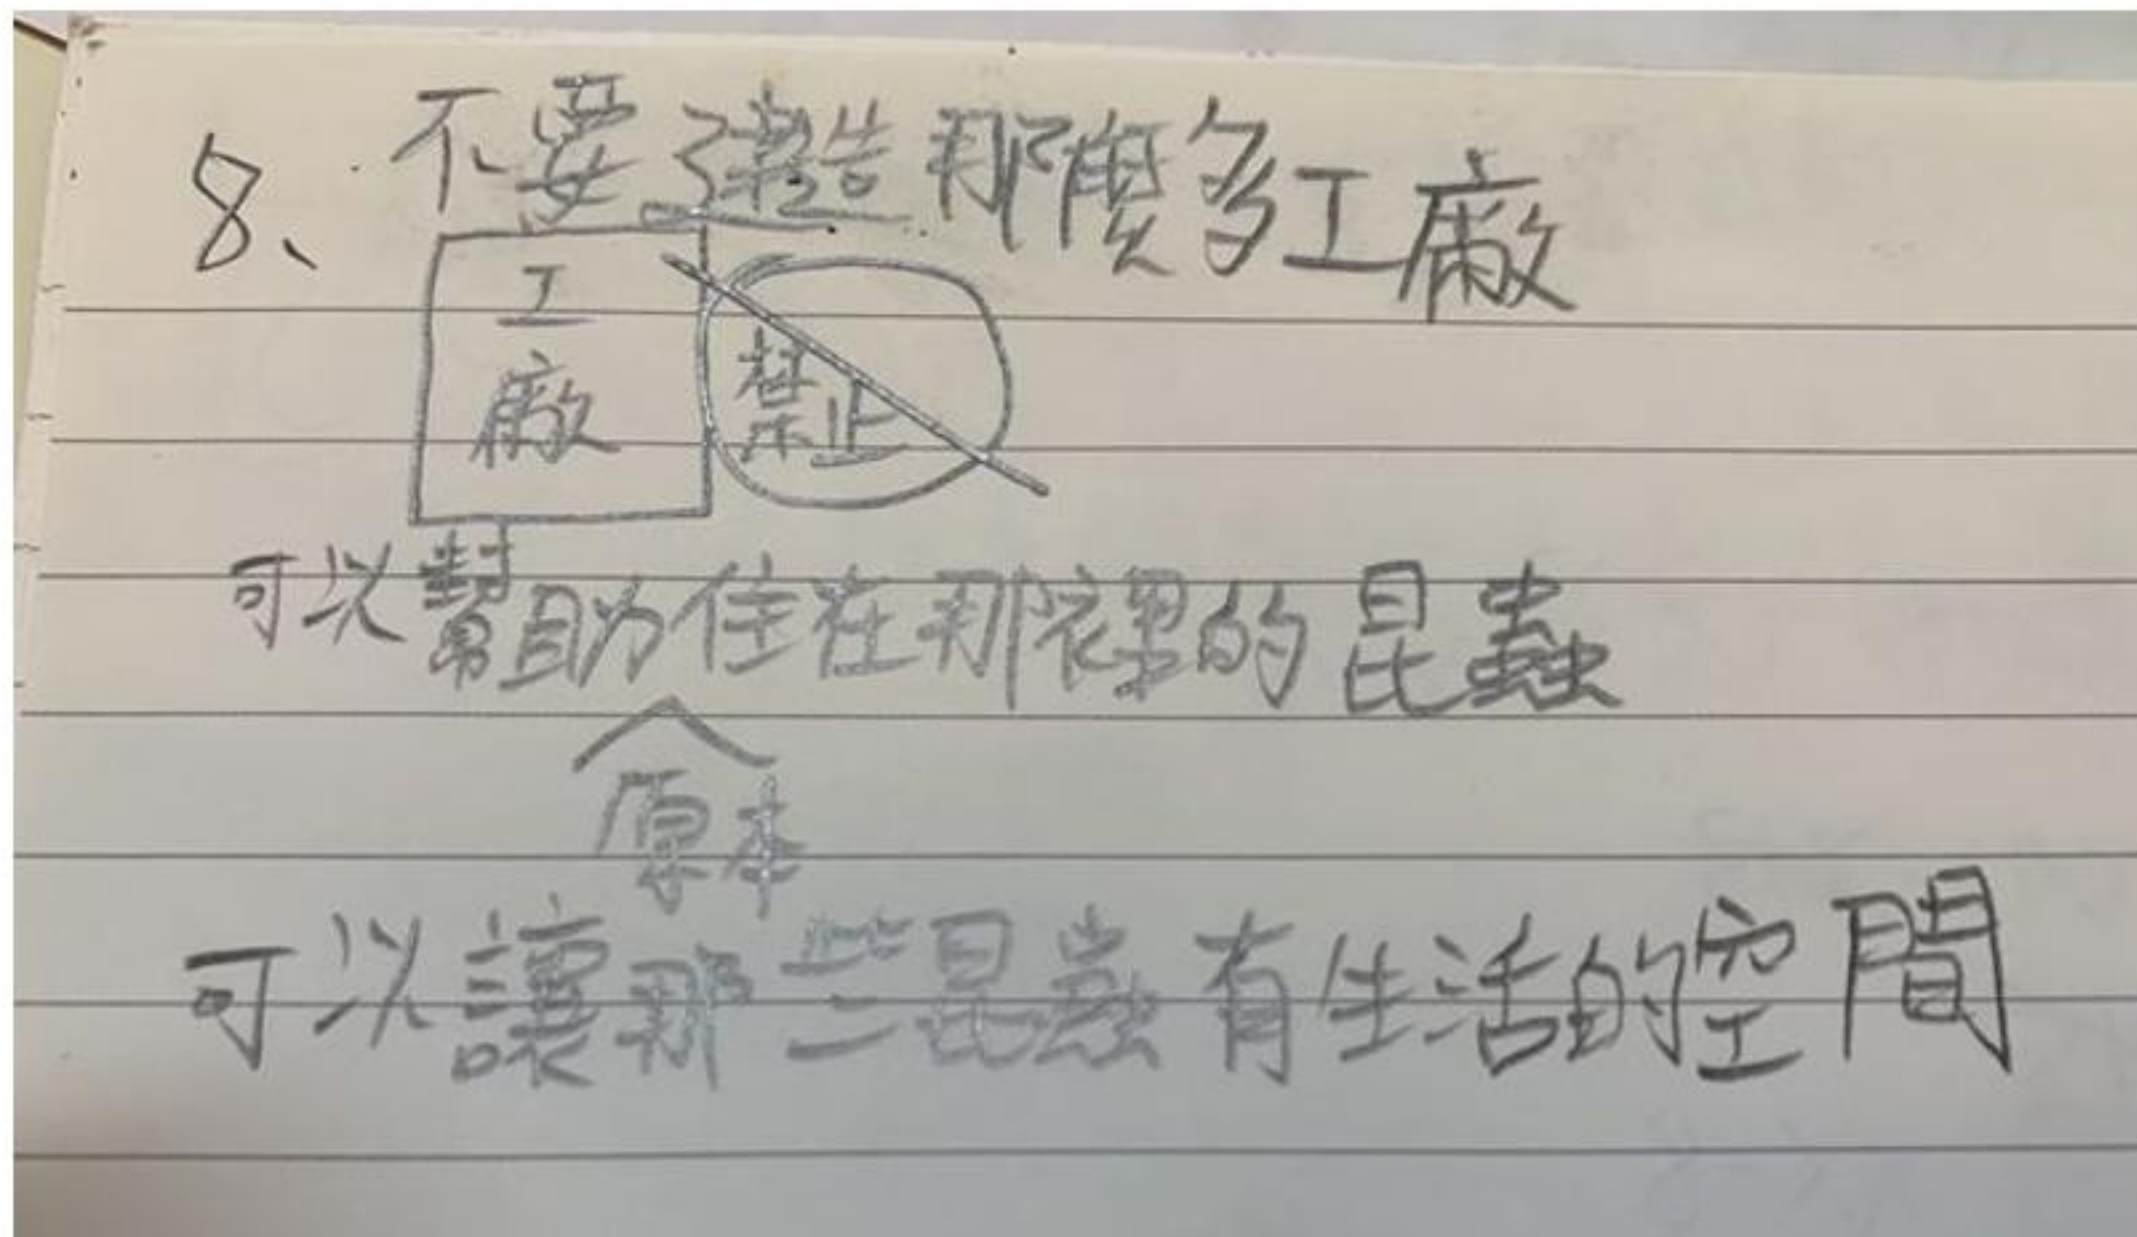 8、不要建造那麼多工廠
工廠
禁止
可以幫助住在那裡的昆蟲
原本
可以讓那些昆蟲有生活的空間